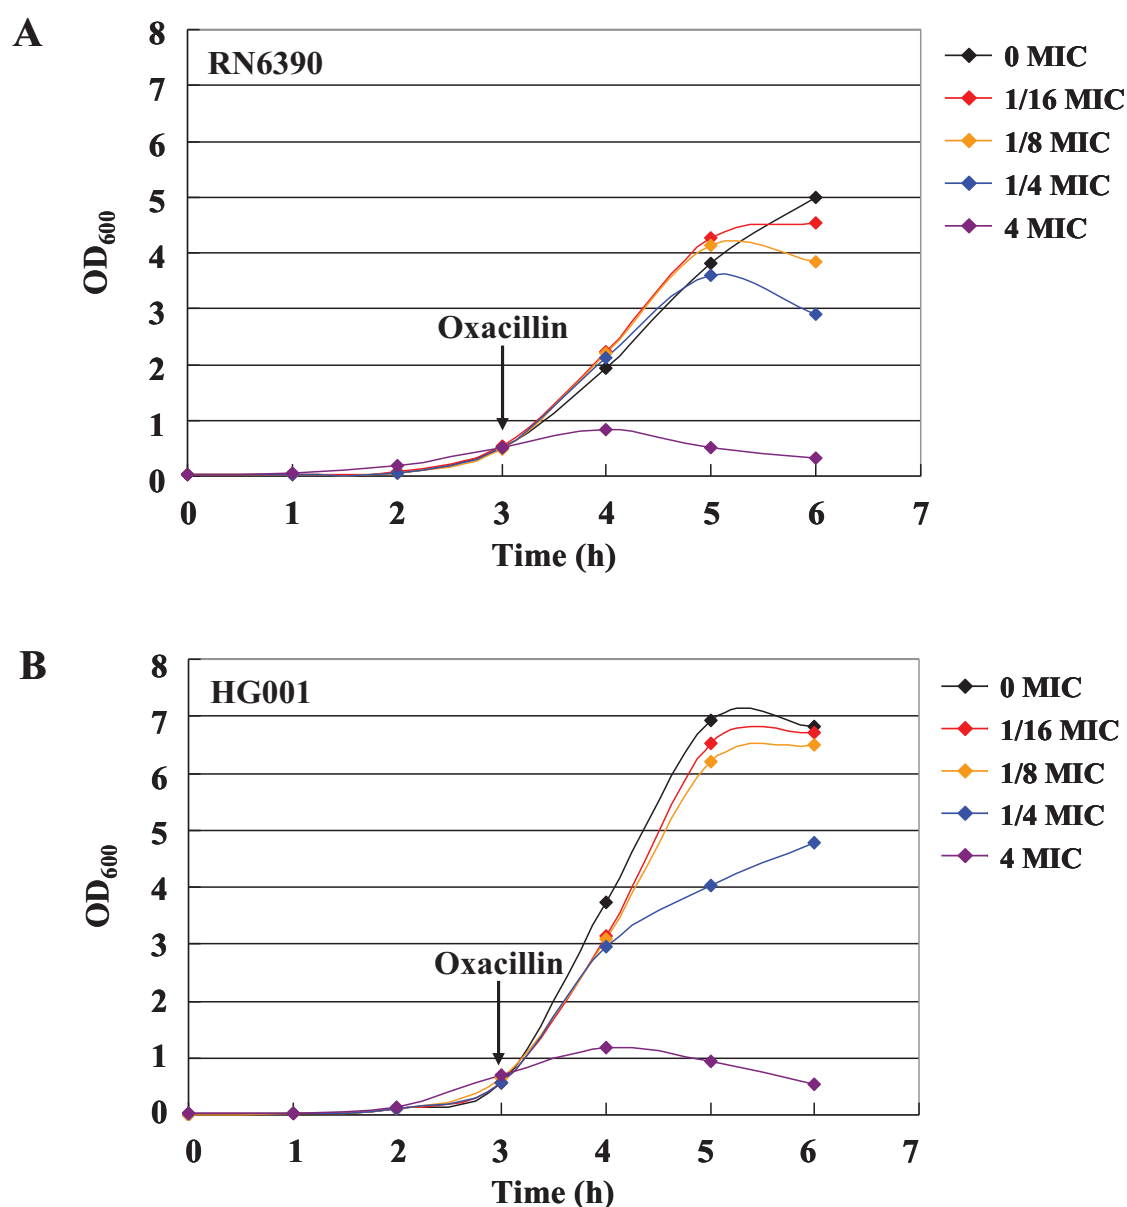 A
RN6390
8
7
6
5
4
3
2
1
0
OD600
Oxacillin
0 1 2 3 4 5 6 7
Time (h)
0 MIC
1/16 MIC
1/8 MIC
1/4 MIC
4 MIC
B
HG001
8
7
6
5
4
3
2
1
0
OD600
Oxacillin
0 1 2 3 4 5 6 7
Time (h)
0 MIC
1/16 MIC
1/8 MIC
1/4 MIC
4 MIC